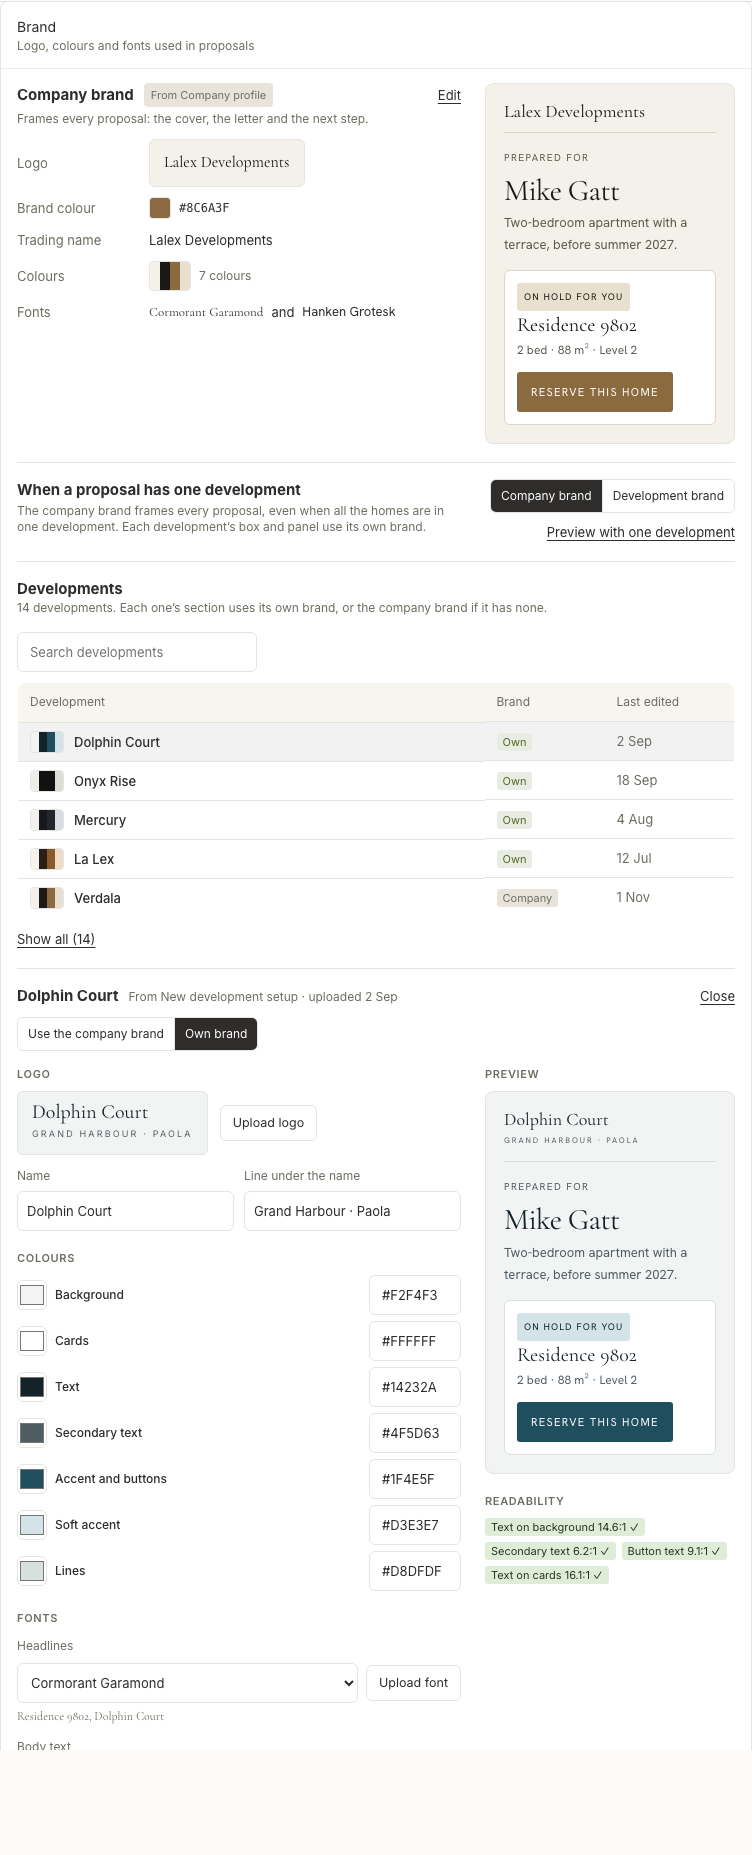 Brand
Logo, colours and fonts used in proposals
Company brand From Company profile Edit
Frames every proposal: the cover, the letter and the next step.
Logo Lalex Developments
Brand colour #8C6A3F
Trading name Lalex Developments
Colours 7 colours
Fonts Cormorant Garamond and Hanken Grotesk
Lalex Developments
PREPARED FOR
Mike Gatt
Two-bedroom apartment with a
terrace, before summer 2027.
ON HOLD FOR YOU
Residence 9802
2 bed · 88 m² · Level 2
RESERVE THIS HOME
When a proposal has one development
The company brand frames every proposal, even when all the homes are in
one development. Each development’s box and panel use its own brand.
Company brand Development brand
Preview with one development
Developments
14 developments. Each one’s section uses its own brand, or the company brand if it has none.
Search developments
Development Brand Last edited
Dolphin Court Own 2 Sep
Onyx Rise Own 18 Sep
Mercury Own 4 Aug
La Lex Own 12 Jul
Verdala Company 1 Nov
Show all (14)
Dolphin Court From New development setup · uploaded 2 Sep Close
Use the company brand Own brand
LOGO
Dolphin Court
GRAND HARBOUR · PAOLA
Upload logo
Name Line under the name
Dolphin Court Grand Harbour · Paola
COLOURS
Background #F2F4F3
Cards #FFFFFF
Text #14232A
Secondary text #4F5D63
Accent and buttons #1F4E5F
Soft accent #D3E3E7
Lines #D8DFDF
FONTS
Headlines
Cormorant Garamond Upload font
Residence 9802, Dolphin Court
Body text
PREVIEW
Dolphin Court
GRAND HARBOUR · PAOLA
PREPARED FOR
Mike Gatt
Two-bedroom apartment with a
terrace, before summer 2027.
ON HOLD FOR YOU
Residence 9802
2 bed · 88 m² · Level 2
RESERVE THIS HOME
READABILITY
Text on background 14.6:1 ✓
Secondary text 6.2:1 ✓ Button text 9.1:1 ✓
Text on cards 16.1:1 ✓